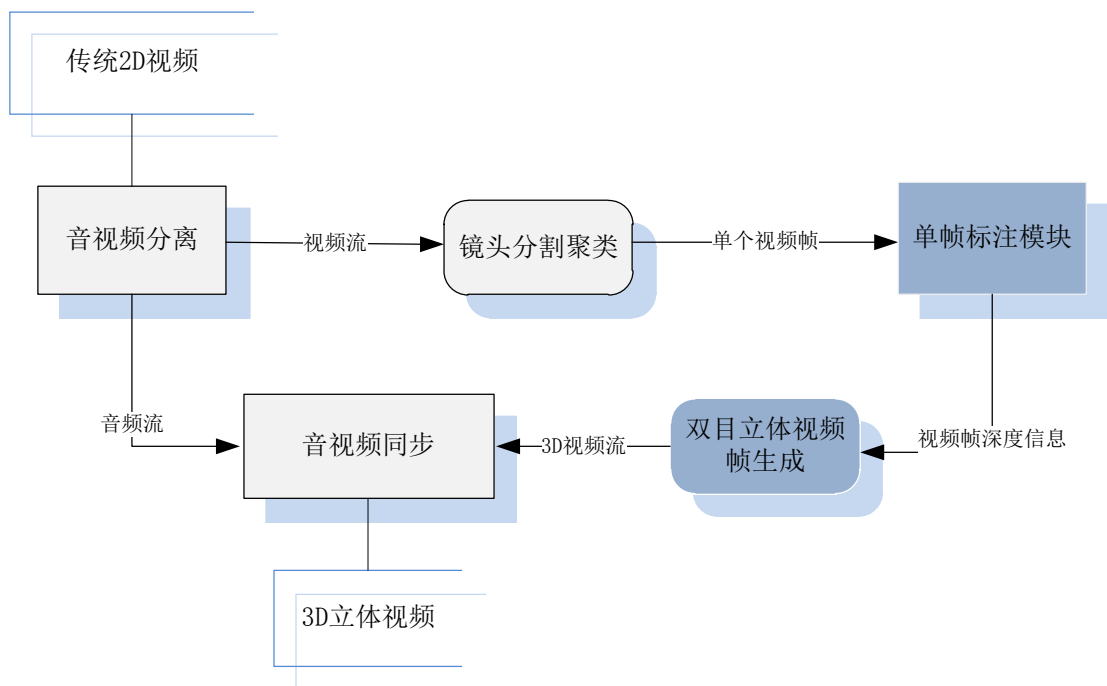 传统2D视频
音视频分离
视频流
镜头分割聚类
单个视频帧
单帧标注模块
音频流
音视频同步
3D视频流
双目立体视频
帧生成
视频帧深度信息
3D立体视频